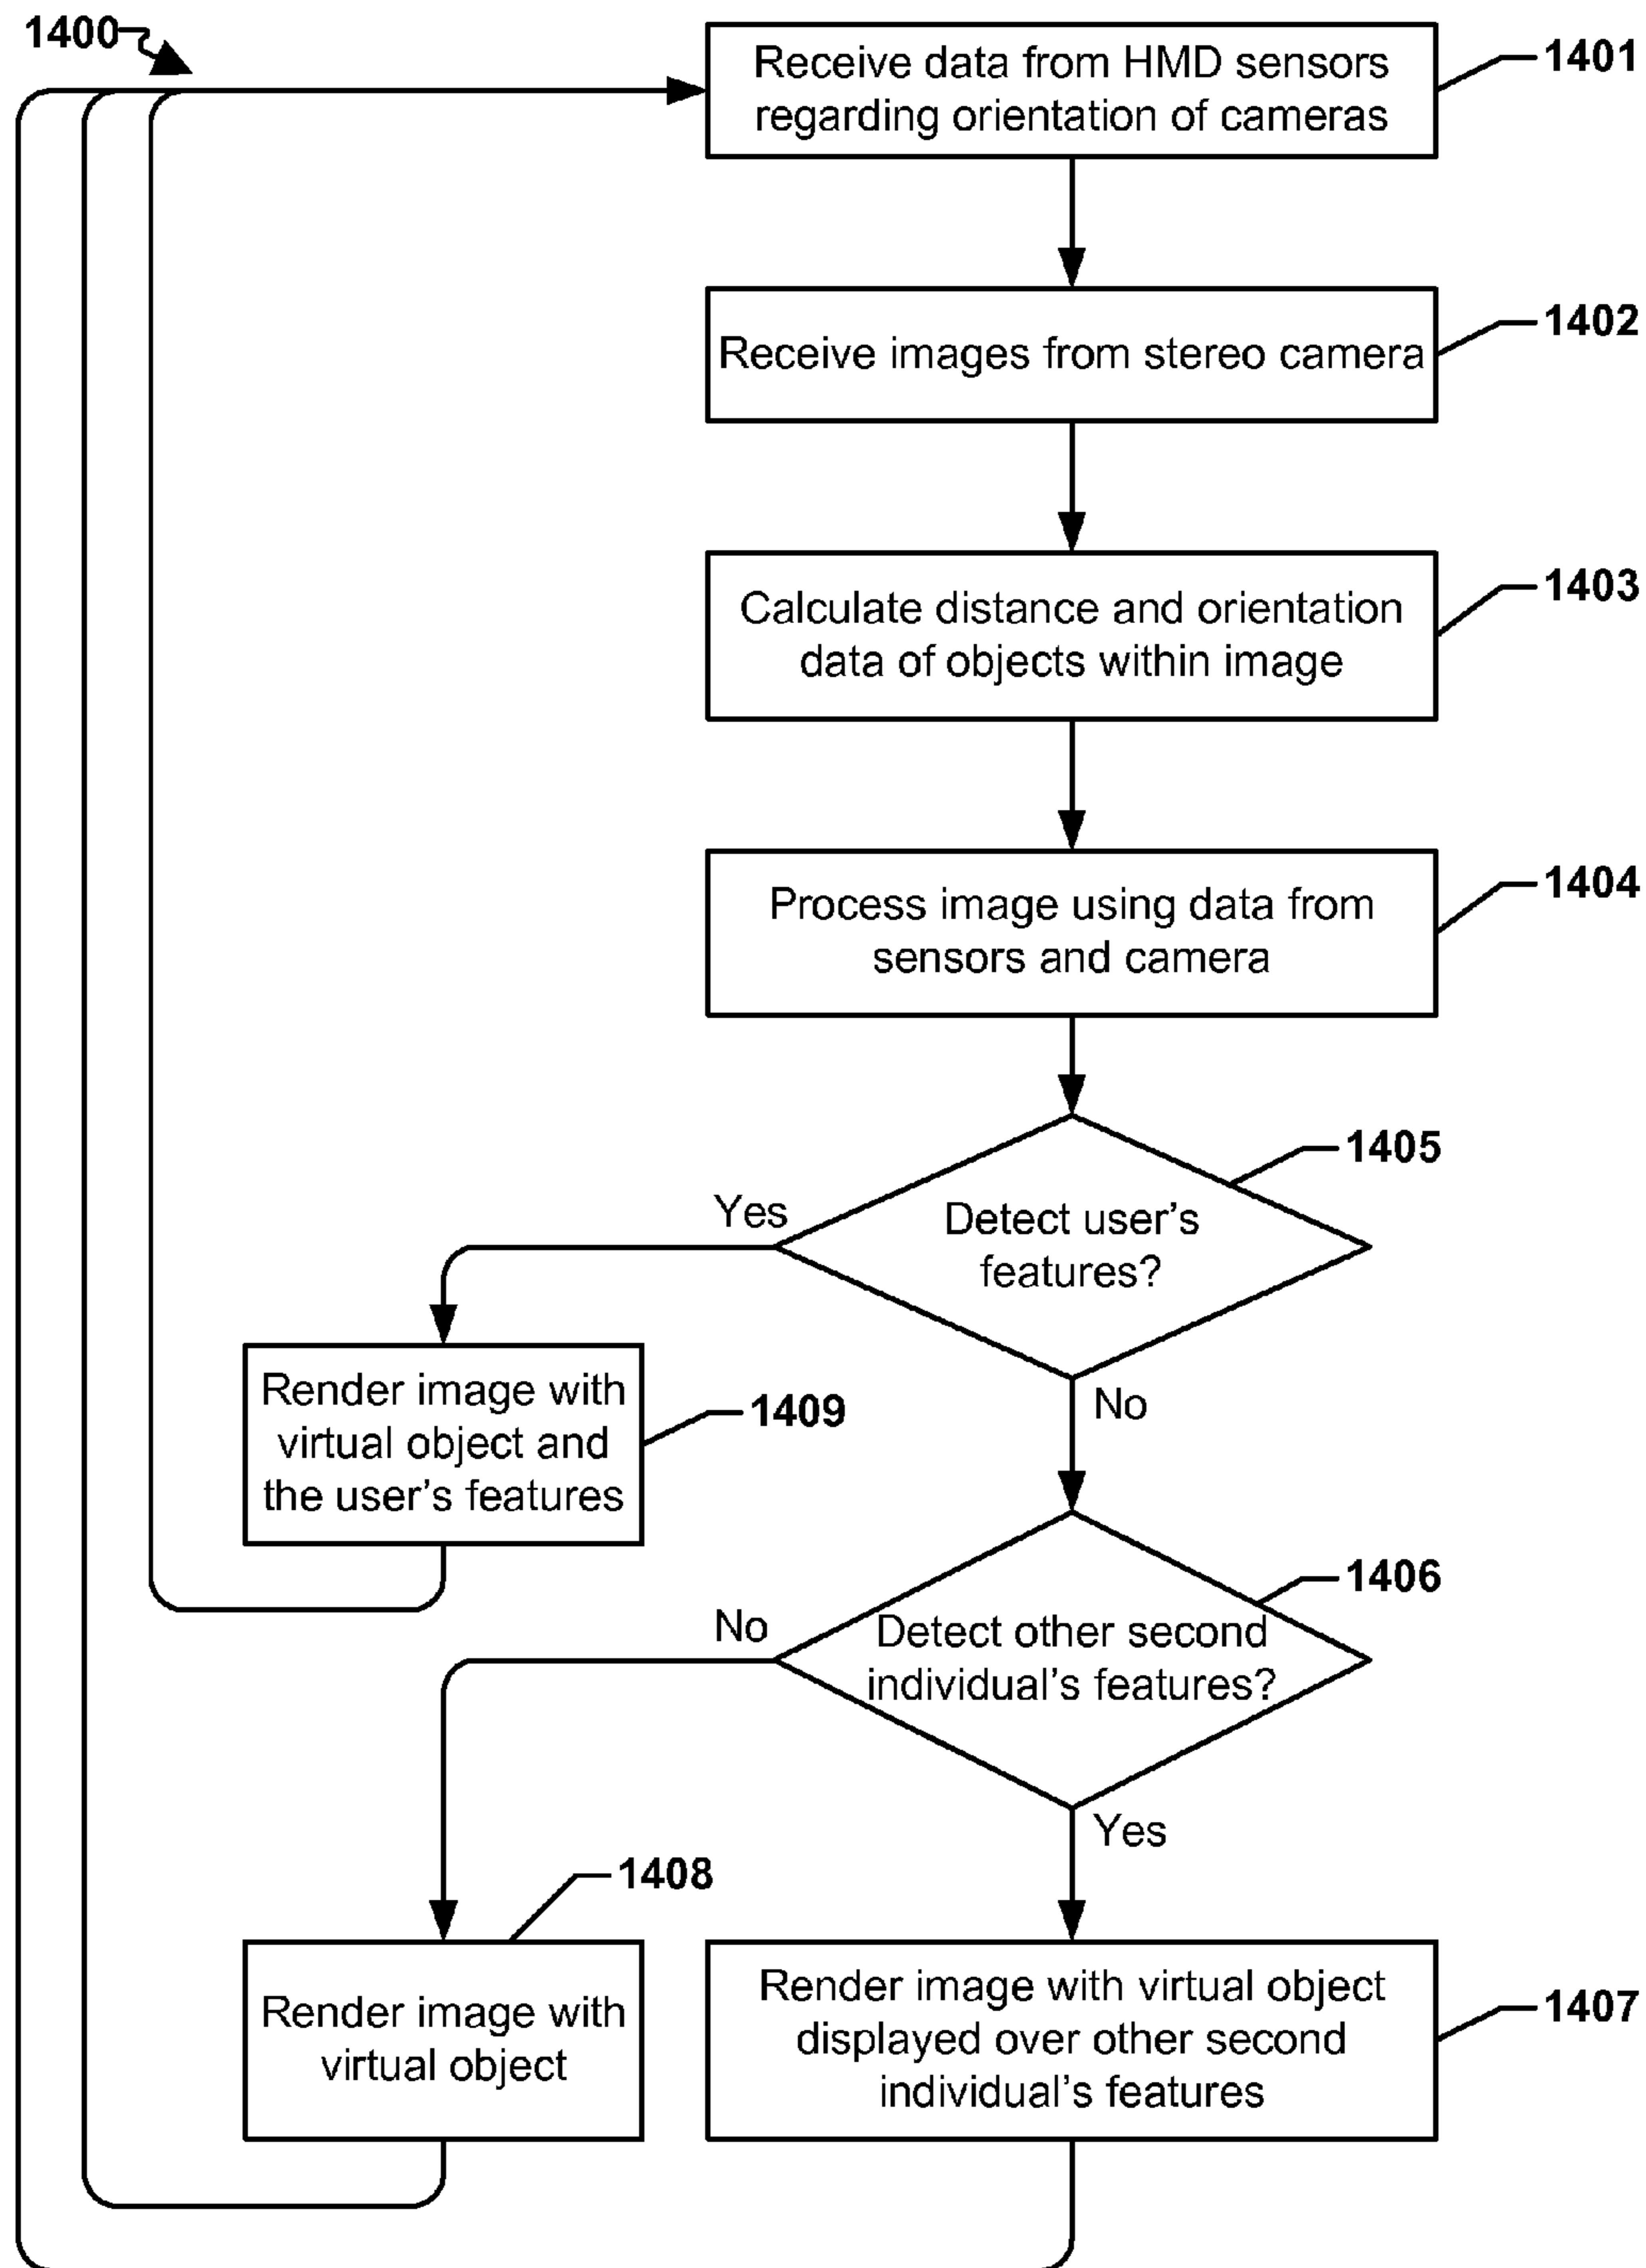 1400
Receive data from HMD sensors
regarding orientation of cameras
1401
Receive images from stereo camera
1402
Calculate distance and orientation
data of objects within image
1403
Process image using data from
sensors and camera
1404
Detect user's
features?
1405
Yes
No
Render image with
virtual object and
the user's features
1409
Detect other second
individual's features?
1406
No
Yes
Render image with
virtual object
1408
Render image with virtual object
displayed over other second
individual's features
1407